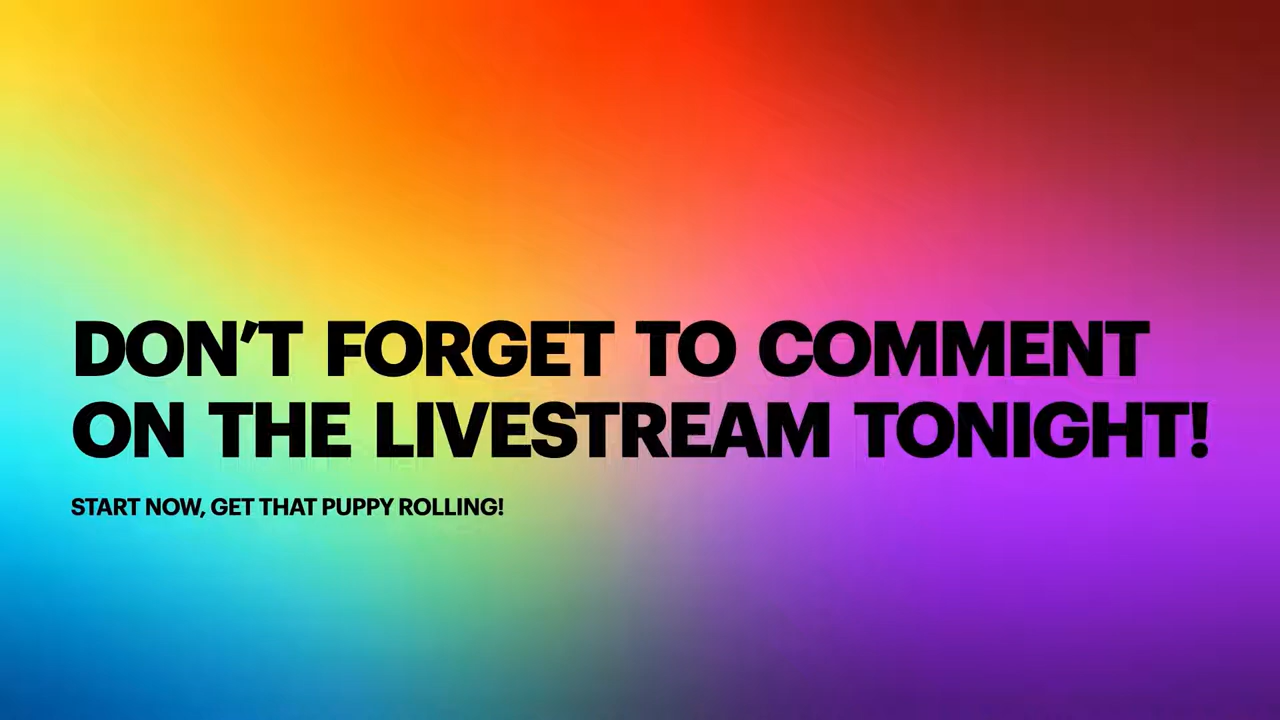 DON’T FORGET TO COMMENT
ON THE LIVESTREAM TONIGHT!
START NOW, GET THAT PUPPY ROLLING!